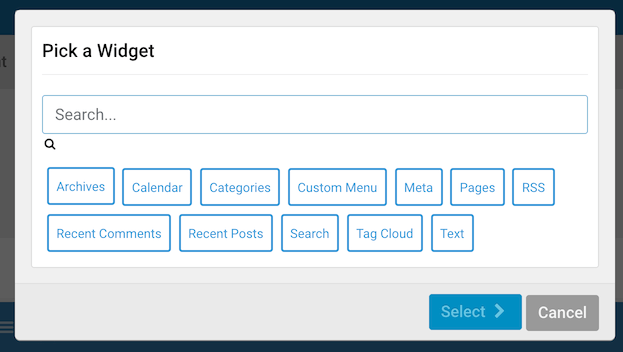 Pick a Widget
Search...
Archives Calendar Categories Custom Menu Meta Pages RSS
Recent Comments Recent Posts Search Tag Cloud Text
Select Cancel